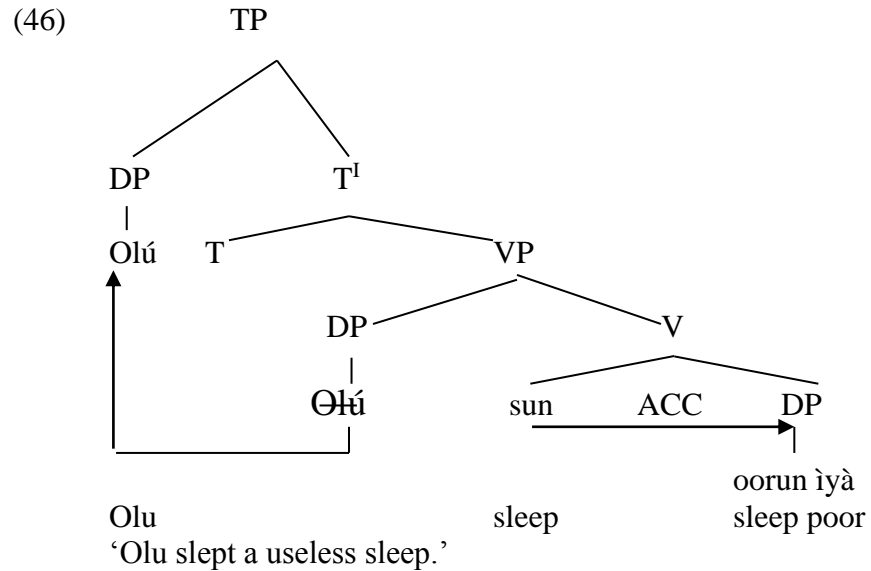 (46) TP
DP T^I
Olú T VP
DP V
Olú sun ACC DP
oorun ìyà
Olu sleep sleep poor
‘Olu slept a useless sleep.’